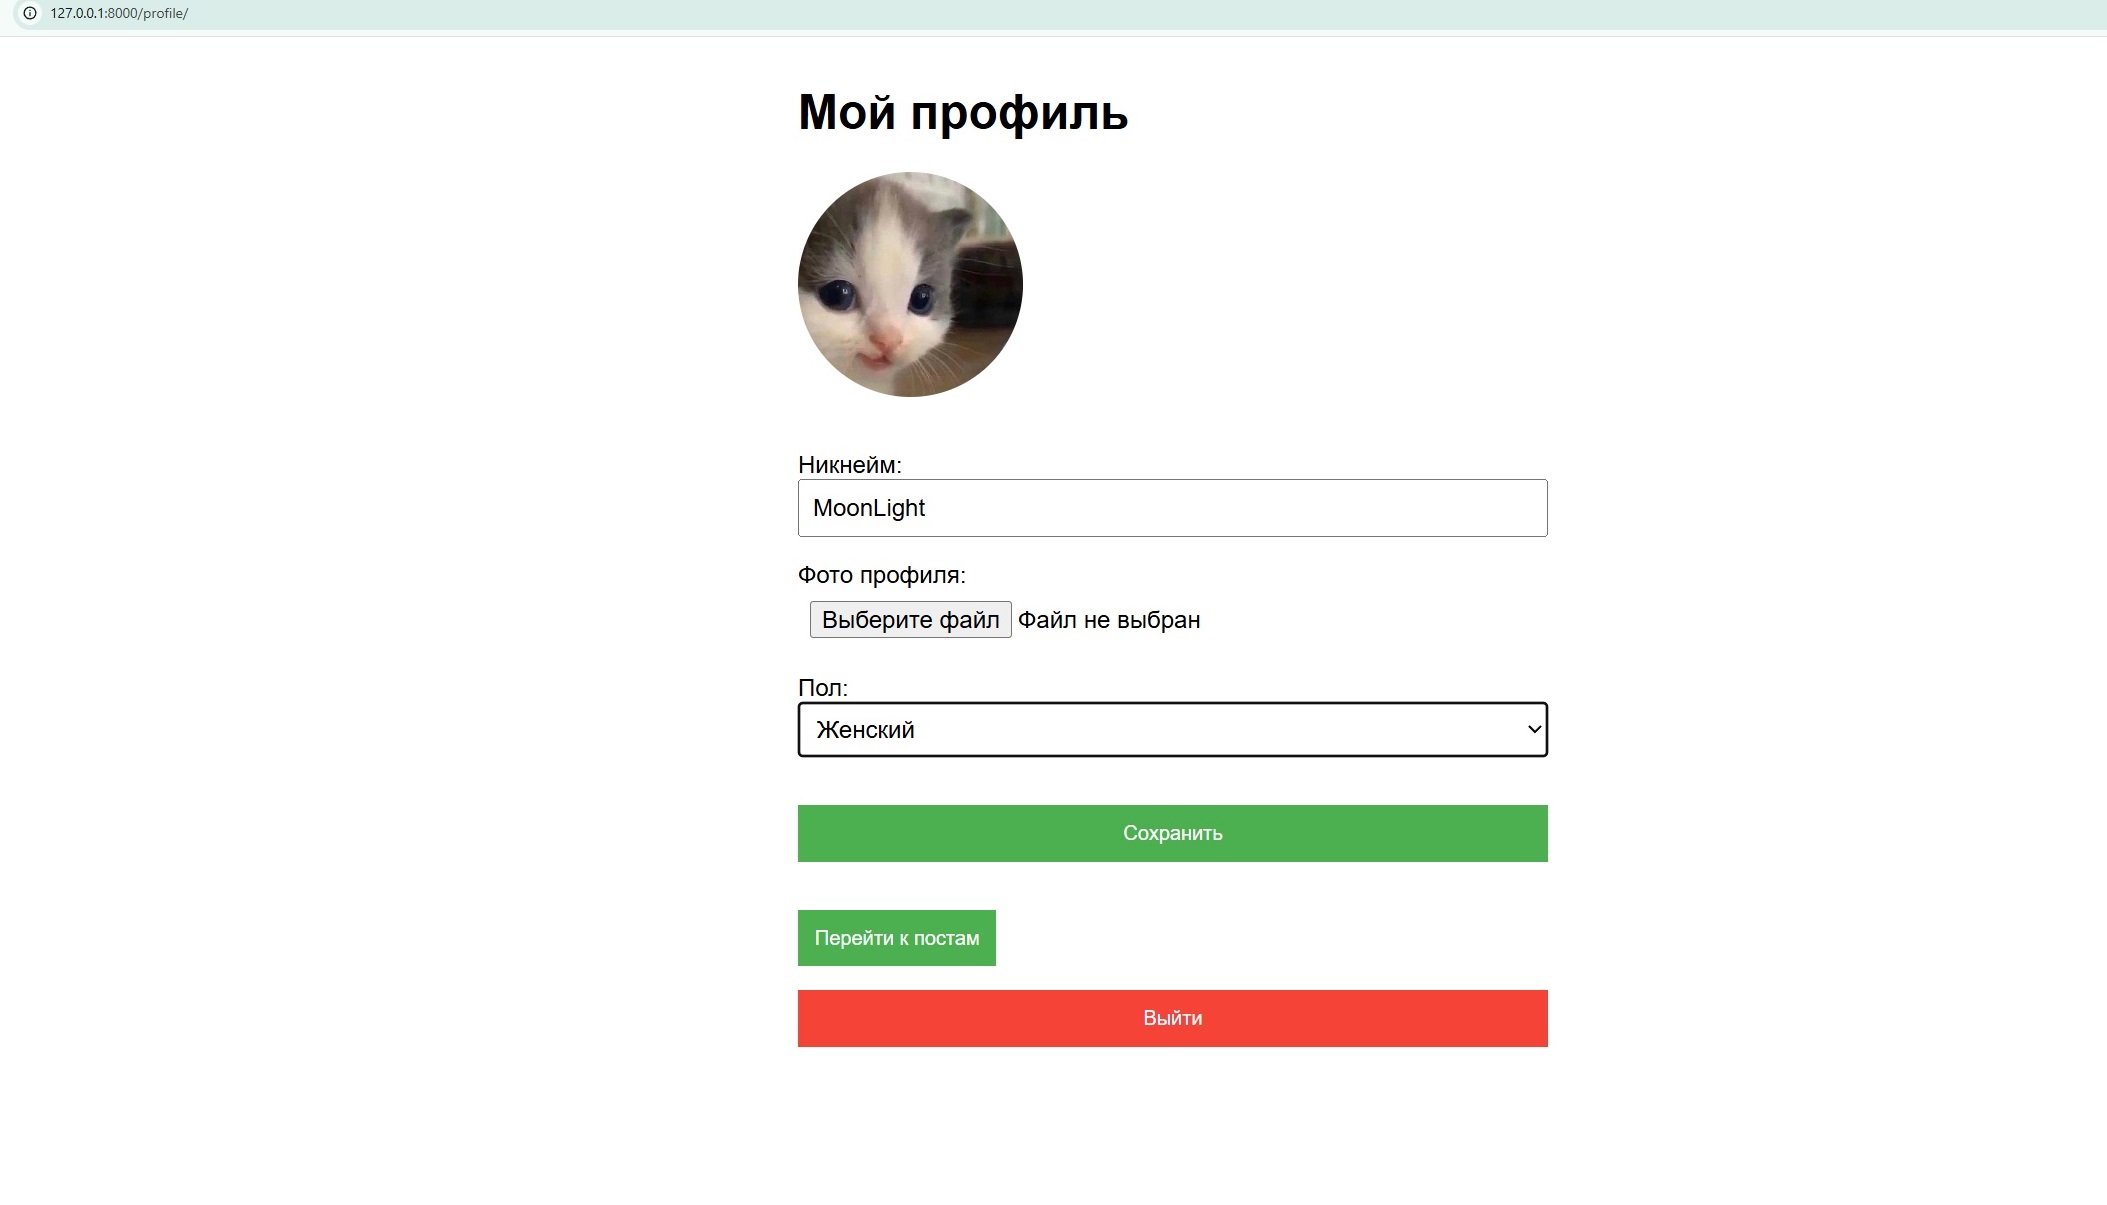 127.0.0.1:8000/profile/
Мой профиль
Никнейм:
MoonLight
Фото профиля:
Выберите файл Файл не выбран
Пол:
Женский
Сохранить
Перейти к постам
Выйти